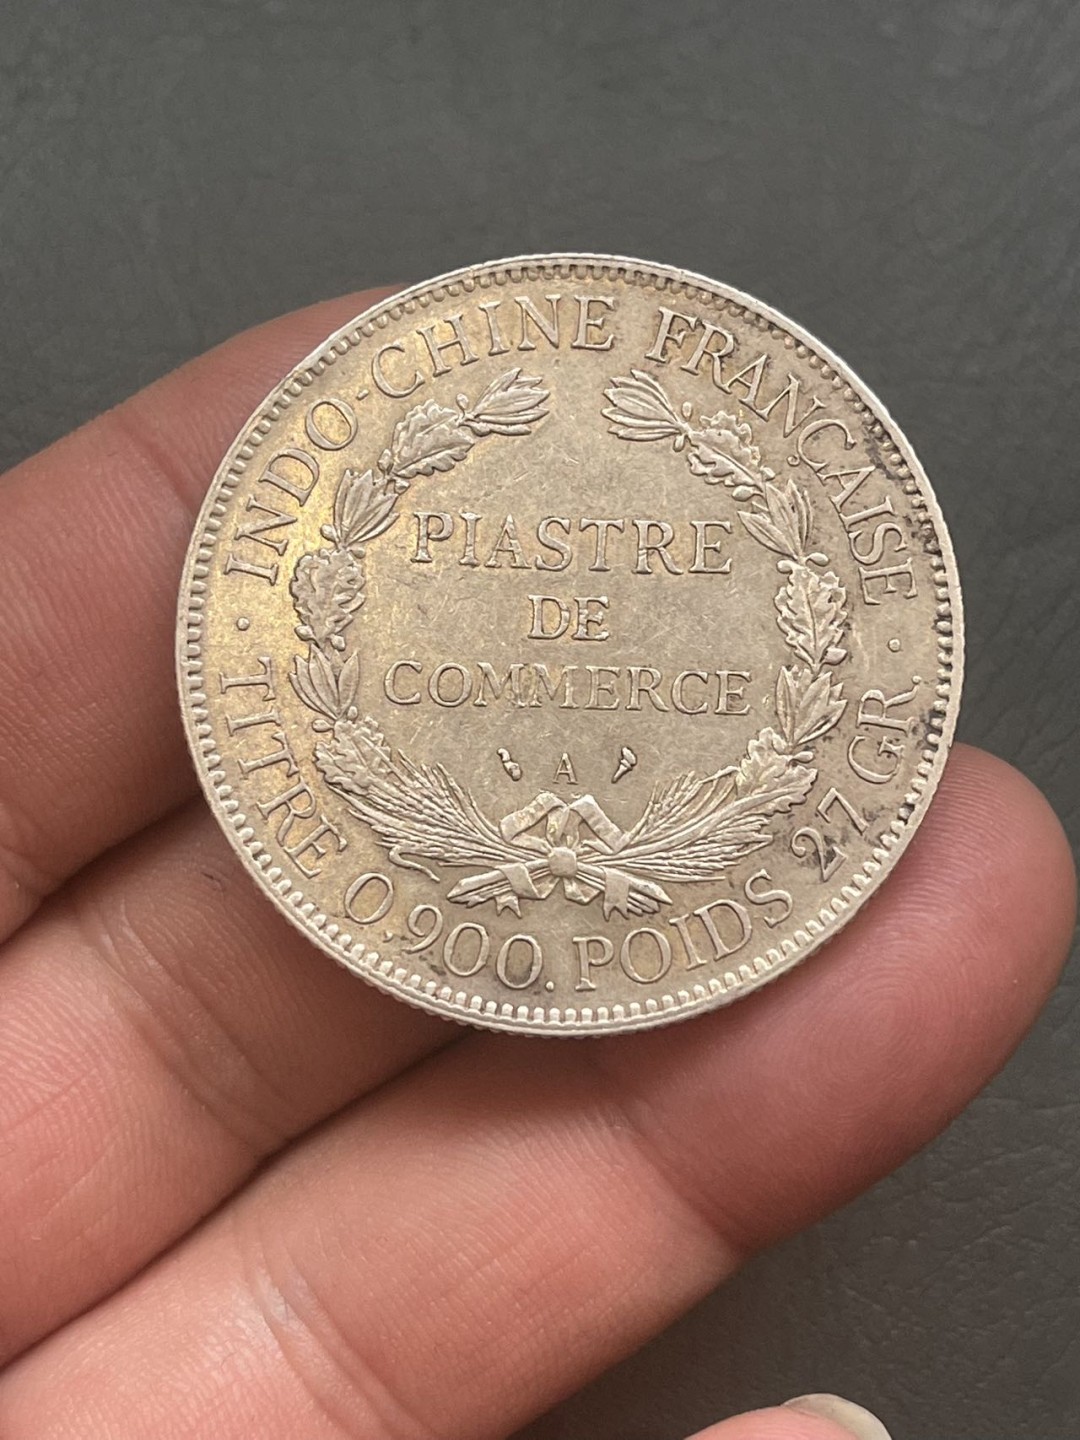 INDO-CHINE FRANÇAISE
PIASTRE
DE
COMMERCE
A
· TITRE 0,900. POIDS 27 GR. ·